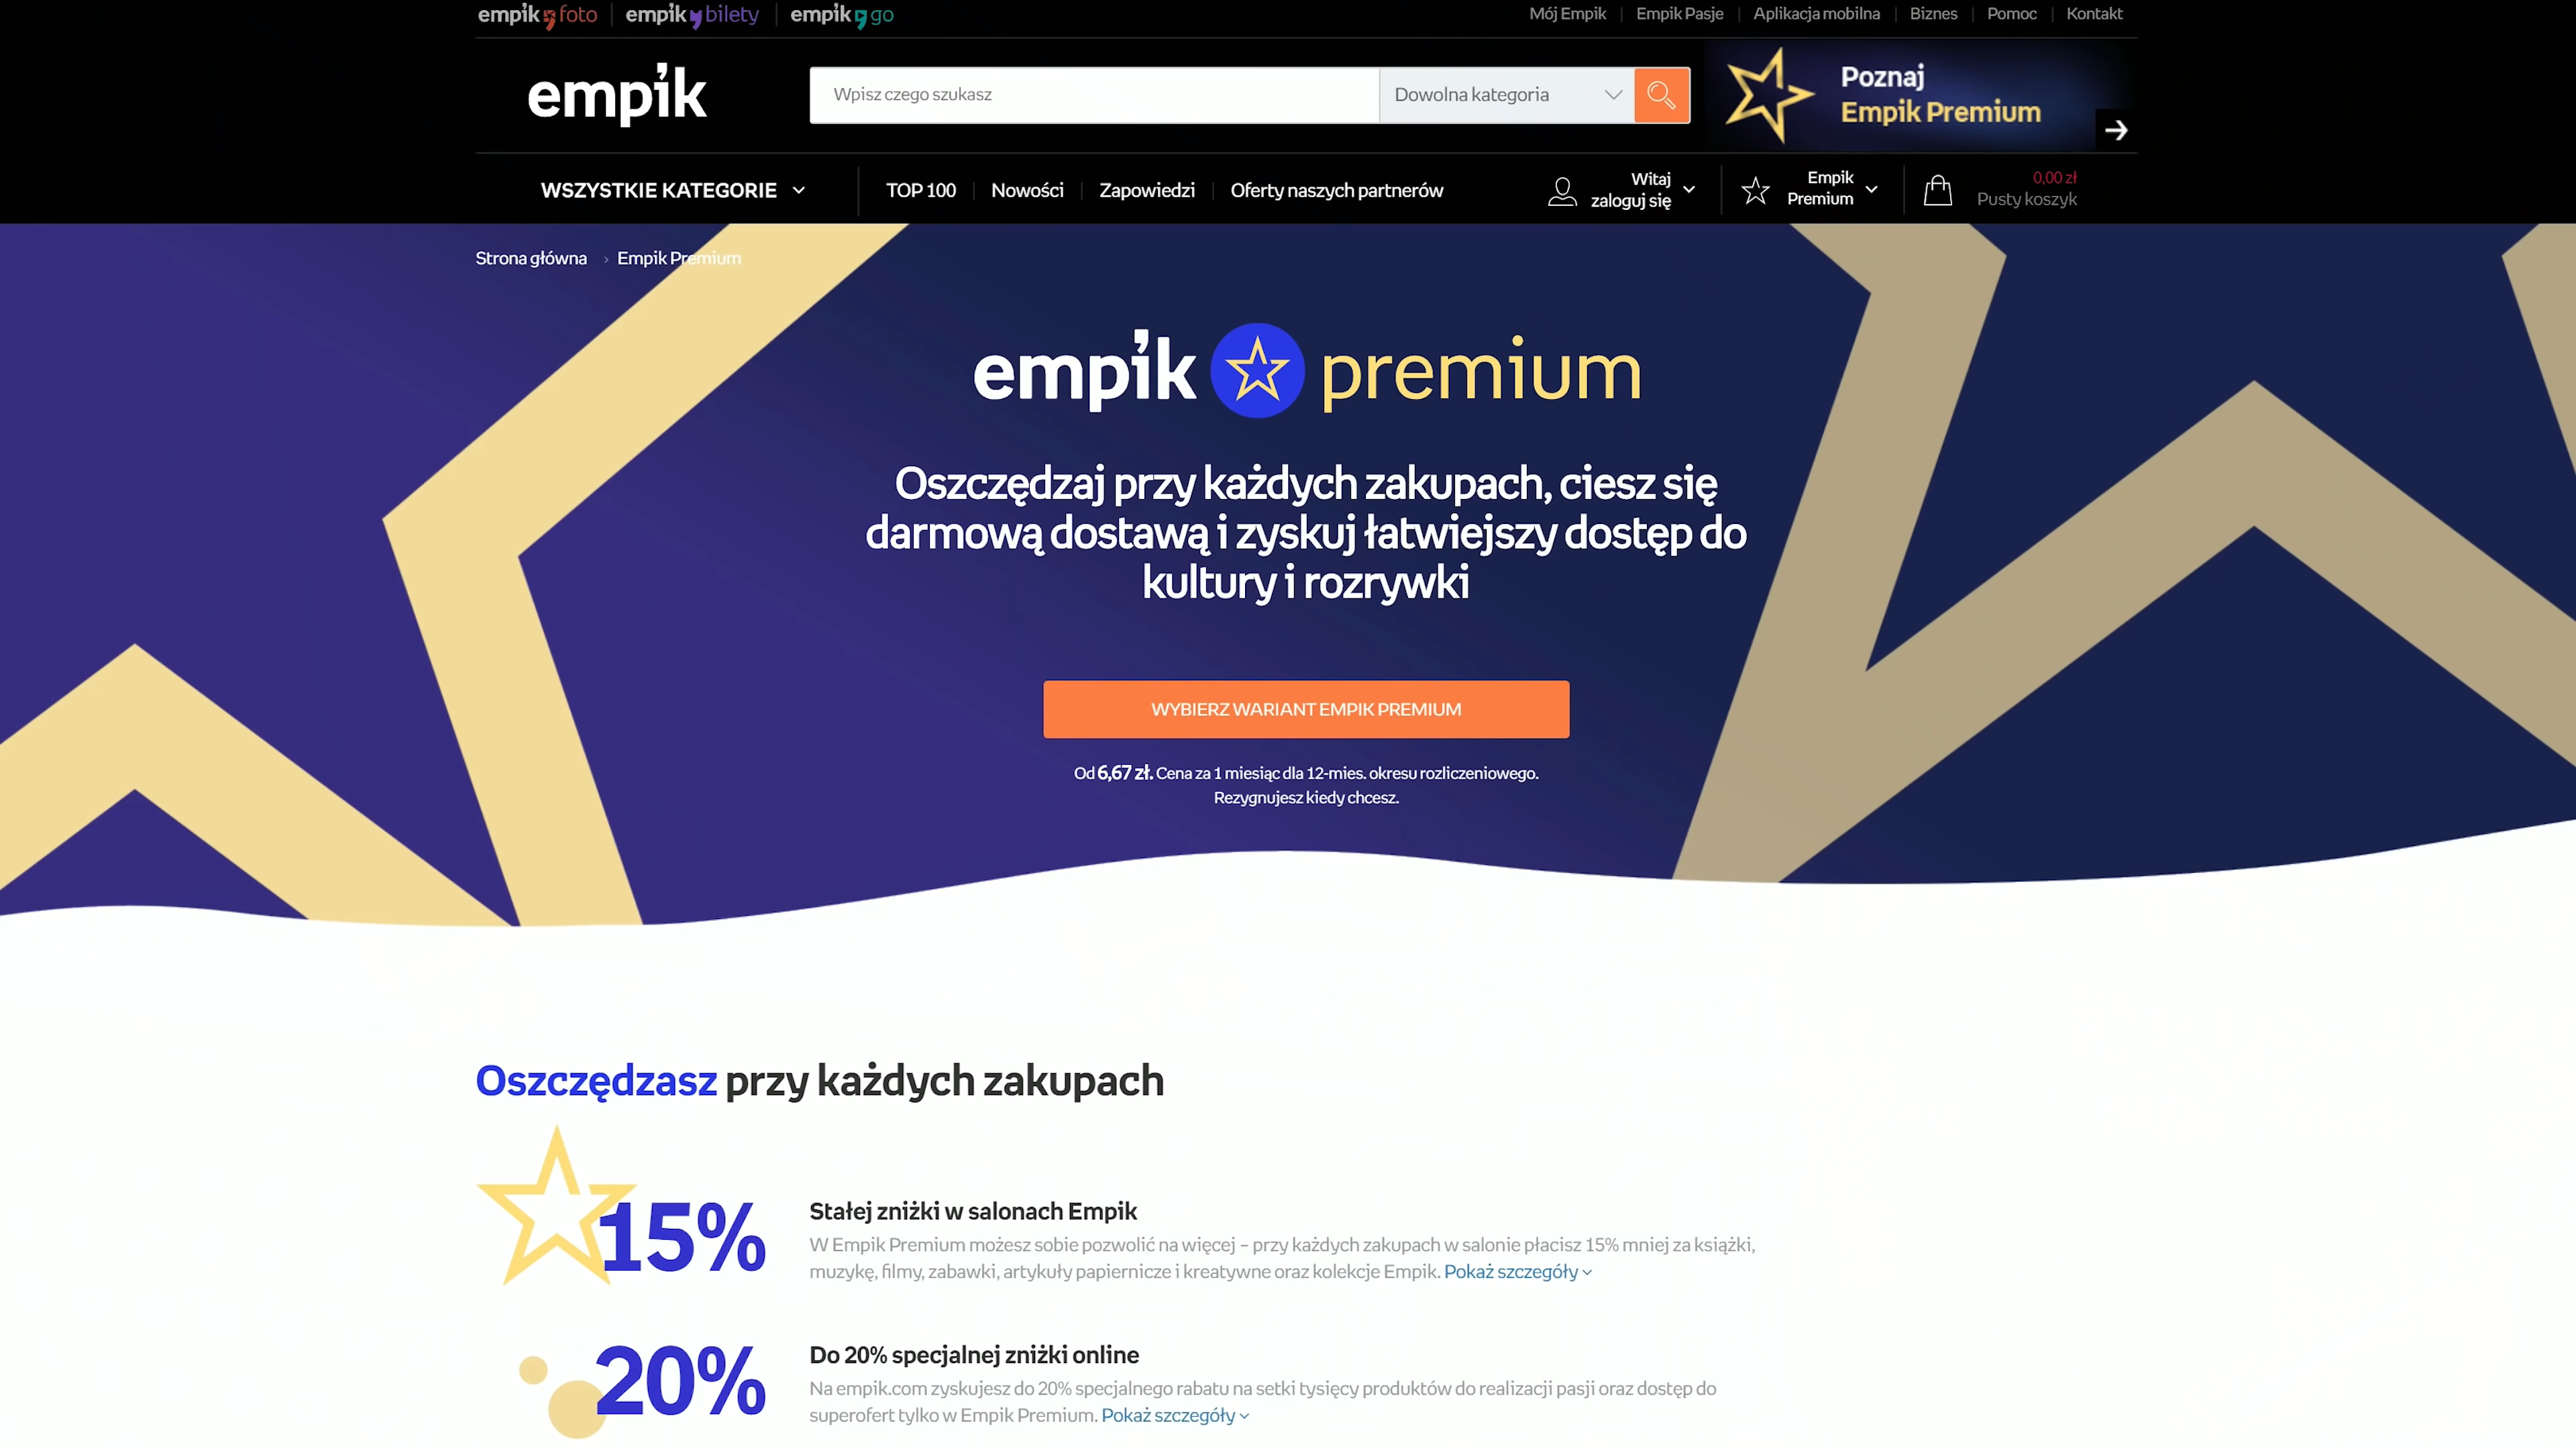 empik foto empik bilety empik go Mój Empik Empik Pasje Aplikacja mobilna Biznes Pomoc Kontakt
empik Wpisz czego szukasz Dowolna kategoria
Poznaj
Empik Premium
WSZYSTKIE KATEGORIE TOP 100 Nowości Zapowiedzi Oferty naszych partnerów
Witaj
zaloguj się
Empik
Premium
0,00 zł
Pusty koszyk
Strona główna › Empik Premium
empik premium
Oszczędzaj przy każdych zakupach, ciesz się
darmową dostawą i zyskuj łatwiejszy dostęp do
kultury i rozrywki
WYBIERZ WARIANT EMPIK PREMIUM
Od 6,67 zł. Cena za 1 miesiąc dla 12-mies. okresu rozliczeniowego.
Rezygnujesz kiedy chcesz.
Oszczędzasz przy każdych zakupach
15%
Stałej zniżki w salonach Empik
W Empik Premium możesz sobie pozwolić na więcej – przy każdych zakupach w salonie płacisz 15% mniej za książki,
muzykę, filmy, zabawki, artykuły papiernicze i kreatywne oraz kolekcje Empik. Pokaż szczegóły
20%
Do 20% specjalnej zniżki online
Na empik.com zyskujesz do 20% specjalnego rabatu na setki tysięcy produktów do realizacji pasji oraz dostęp do
superofert tylko w Empik Premium. Pokaż szczegóły